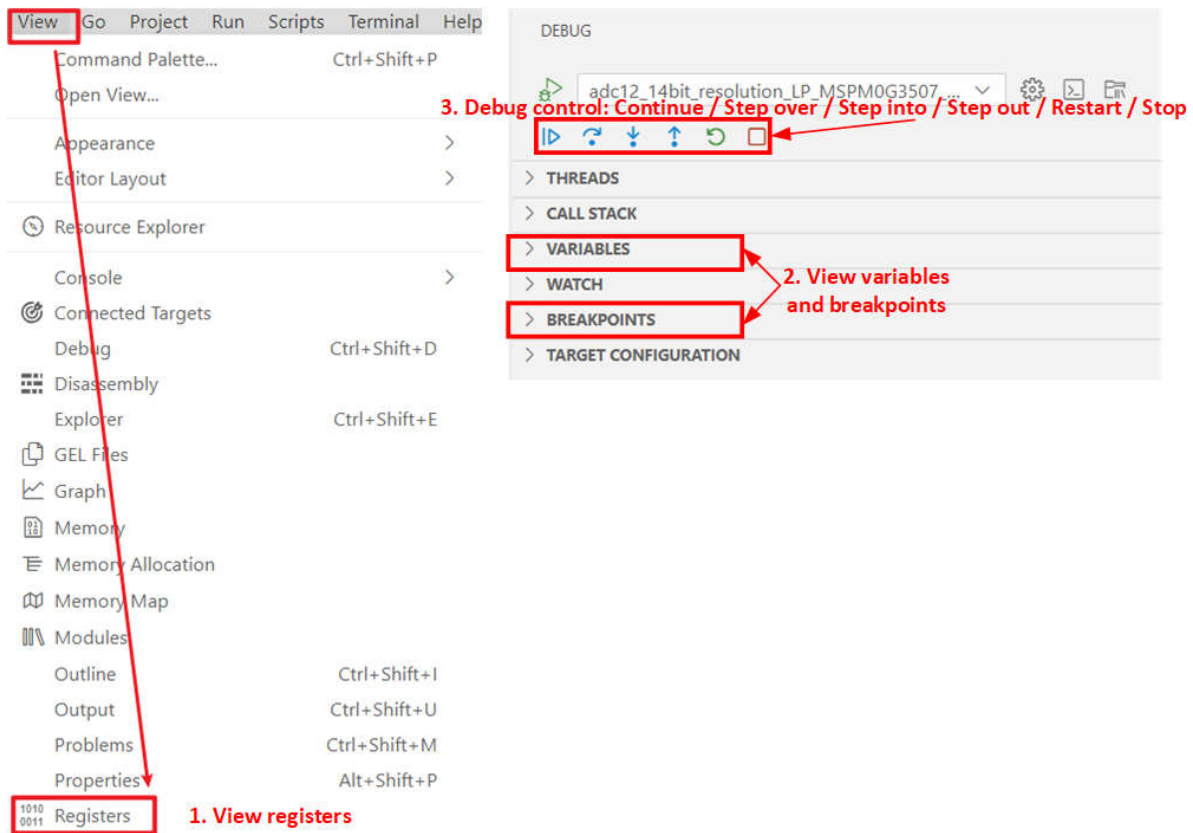 View Go Project Run Scripts Terminal Help
Command Palette... Ctrl+Shift+P
Open View...
Appearance
Editor Layout
Resource Explorer
Console
Connected Targets
Debug Ctrl+Shift+D
Disassembly
Explorer Ctrl+Shift+E
GEL Files
Graph
Memory
Memory Allocation
Memory Map
Modules
Outline Ctrl+Shift+I
Output Ctrl+Shift+U
Problems Ctrl+Shift+M
Properties Alt+Shift+P
1010
0011 Registers
1. View registers
DEBUG
adc12_14bit_resolution_LP_MSPM0G3507_...
3. Debug control: Continue / Step over / Step into / Step out / Restart / Stop
THREADS
CALL STACK
VARIABLES
WATCH
BREAKPOINTS
TARGET CONFIGURATION
2. View variables
and breakpoints